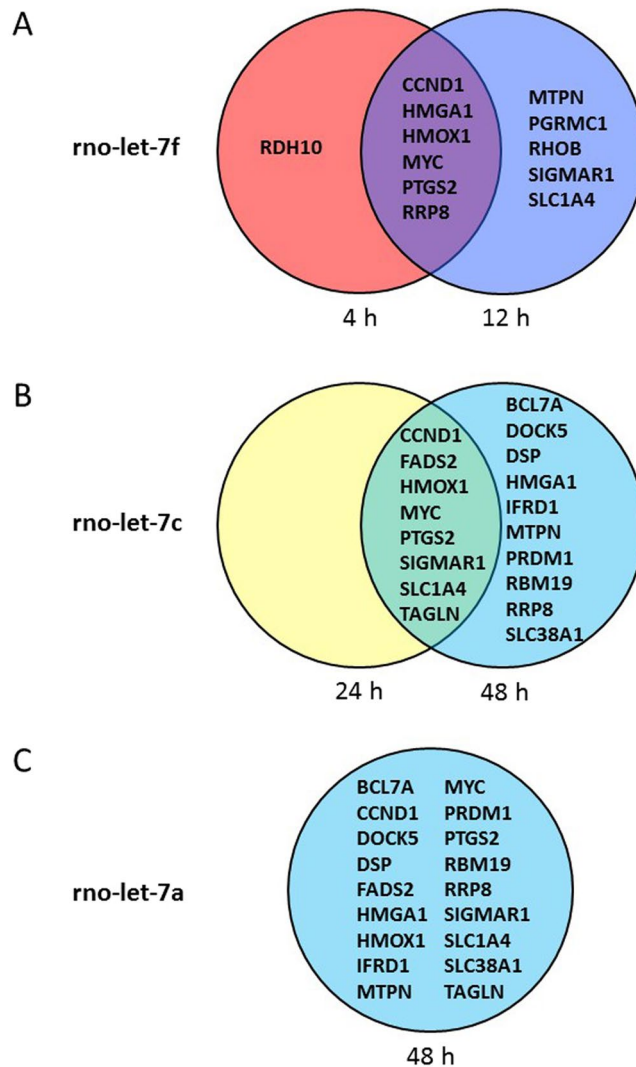 A
rno-let-7f
RDH10
CCND1
HMGA1
HMOX1
MYC
PTGS2
RRP8
MTPN
PGRMC1
RHOB
SIGMAR1
SLC1A4
4 h
12 h
B
rno-let-7c
CCND1
FADS2
HMOX1
MYC
PTGS2
SIGMAR1
SLC1A4
TAGLN
BCL7A
DOCK5
DSP
HMGA1
IFRD1
MTPN
PRDM1
RBM19
RRP8
SLC38A1
24 h
48 h
C
rno-let-7a
BCL7A
CCND1
DOCK5
DSP
FADS2
HMGA1
HMOX1
IFRD1
MTPN
MYC
PRDM1
PTGS2
RBM19
RRP8
SIGMAR1
SLC1A4
SLC38A1
TAGLN
48 h